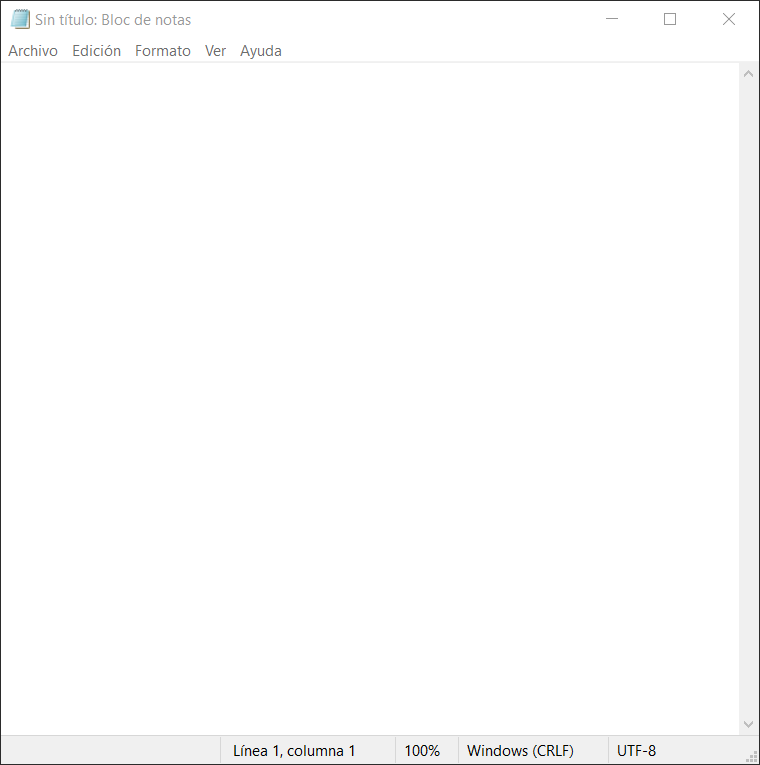 Sin título: Bloc de notas
Archivo Edición Formato Ver Ayuda
Línea 1, columna 1 100% Windows (CRLF) UTF-8